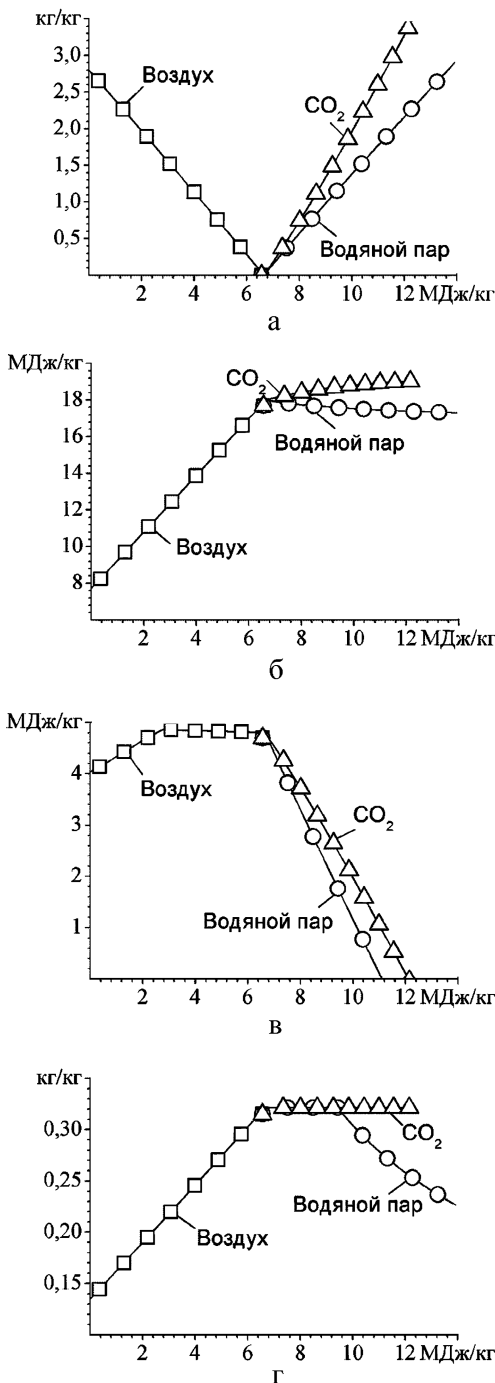 кг/кг
3,0
2,5
2,0
1,5
1,0
0,5
Воздух
CO2
Водяной пар
2 4 6 8 10 12 МДж/кг
а
МДж/кг
18
16
14
12
10
8
CO2
Водяной пар
Воздух
2 4 6 8 10 12 МДж/кг
б
МДж/кг
4
3
2
1
Воздух
CO2
Водяной пар
2 4 6 8 10 12 МДж/кг
в
кг/кг
0,30
0,25
0,20
0,15
CO2
Водяной пар
Воздух
2 4 6 8 10 12 МДж/кг
г